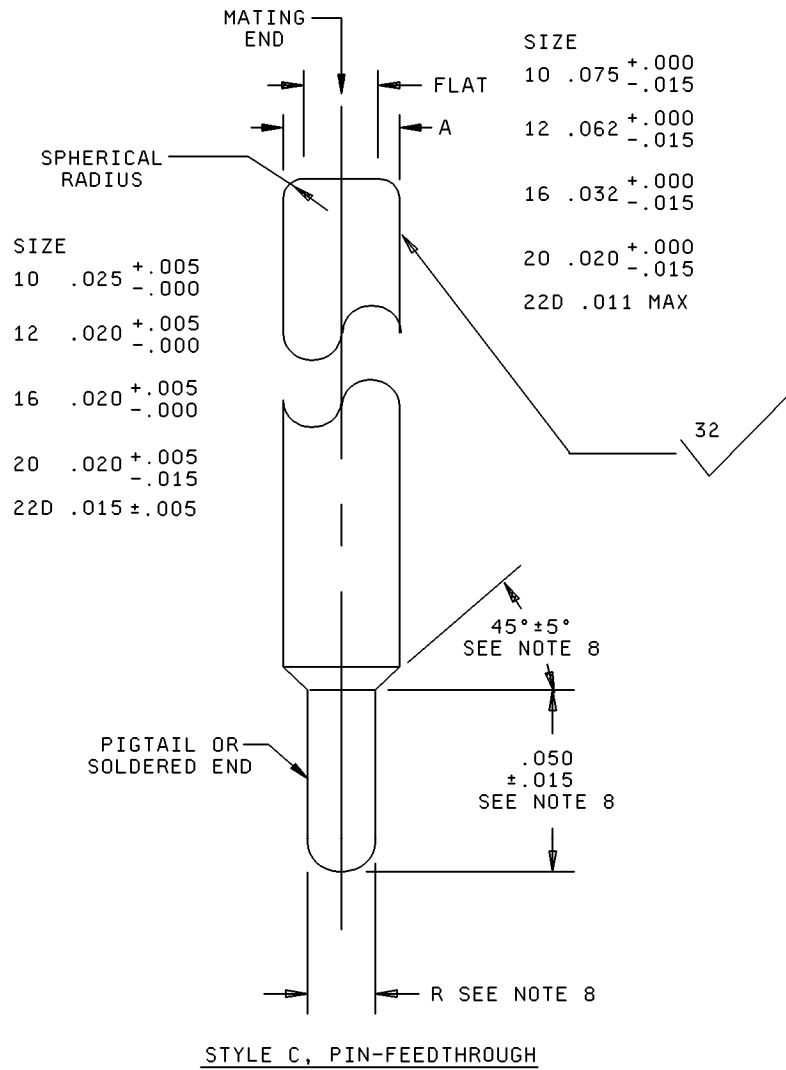 MATING
END
FLAT
A
SIZE
10 .075 +.000
-.015
12 .062 +.000
-.015
16 .032 +.000
-.015
20 .020 +.000
-.015
22D .011 MAX
SPHERICAL
RADIUS
SIZE
10 .025 +.005
-.000
12 .020 +.005
-.000
16 .020 +.005
-.000
20 .020 +.005
-.015
22D .015 ±.005
32
45°±5°
SEE NOTE 8
PIGTAIL OR
SOLDERED END
.050
±.015
SEE NOTE 8
R SEE NOTE 8
STYLE C, PIN-FEEDTHROUGH